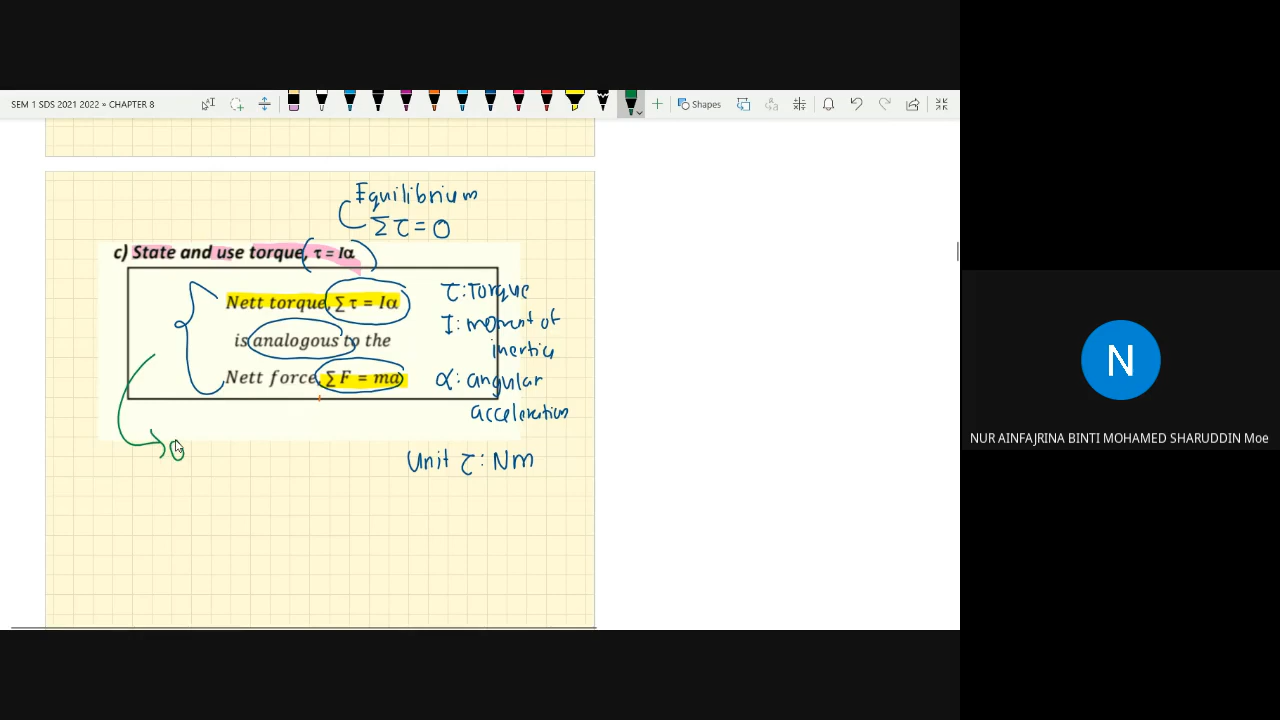 SEM 1 SDS 2021 2022 » CHAPTER 8
Shapes
Equilibrium
Στ = 0
c) State and use torque, τ = Iα
Nett torque, ∑ τ = Iα
is analogous to the
Nett force, ∑ F = ma
τ: Torque
I: moment of
inertia
α: angular
acceleration
Unit τ: Nm
N
NUR AINFAJRINA BINTI MOHAMED SHARUDDIN Moe